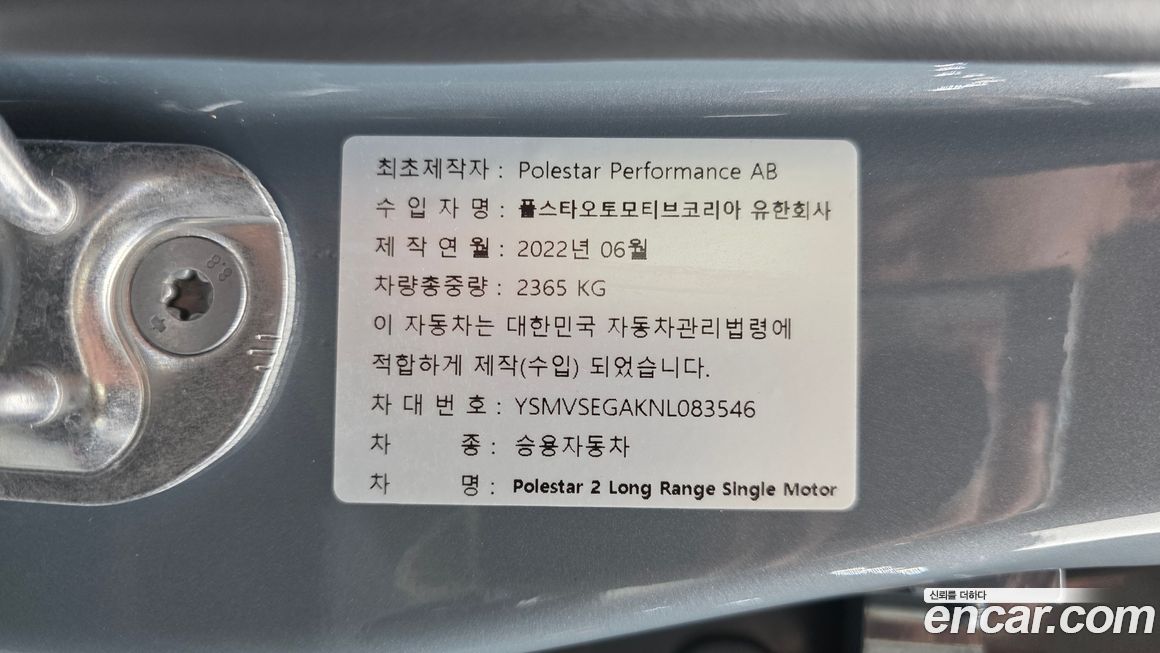 최초제작자 : Polestar Performance AB
수 입 자 명 : 폴스타오토모티브코리아 유한회사
제 작 연 월 : 2022년 06월
차량총중량 : 2365 KG
이 자동차는 대한민국 자동차관리법령에
적합하게 제작(수입) 되었습니다.
차 대 번 호 : YSMVSEGAKNL083546
차 종 : 승용자동차
차 명 : Polestar 2 Long Range Single Motor
8.8
신뢰를 더하다
encar.com